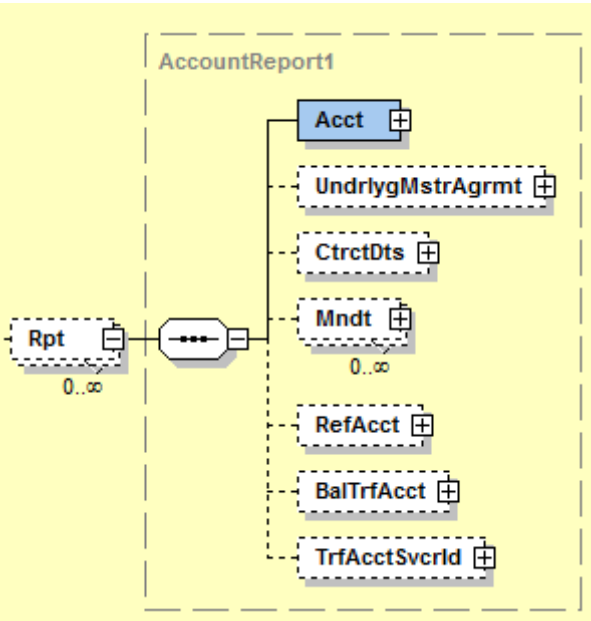 AccountReport1
Acct
UndrlygMstrAgrmt
CtrctDts
Mndt
0..∞
Rpt
0..∞
RefAcct
BalTrfAcct
TrfAcctSvcrId